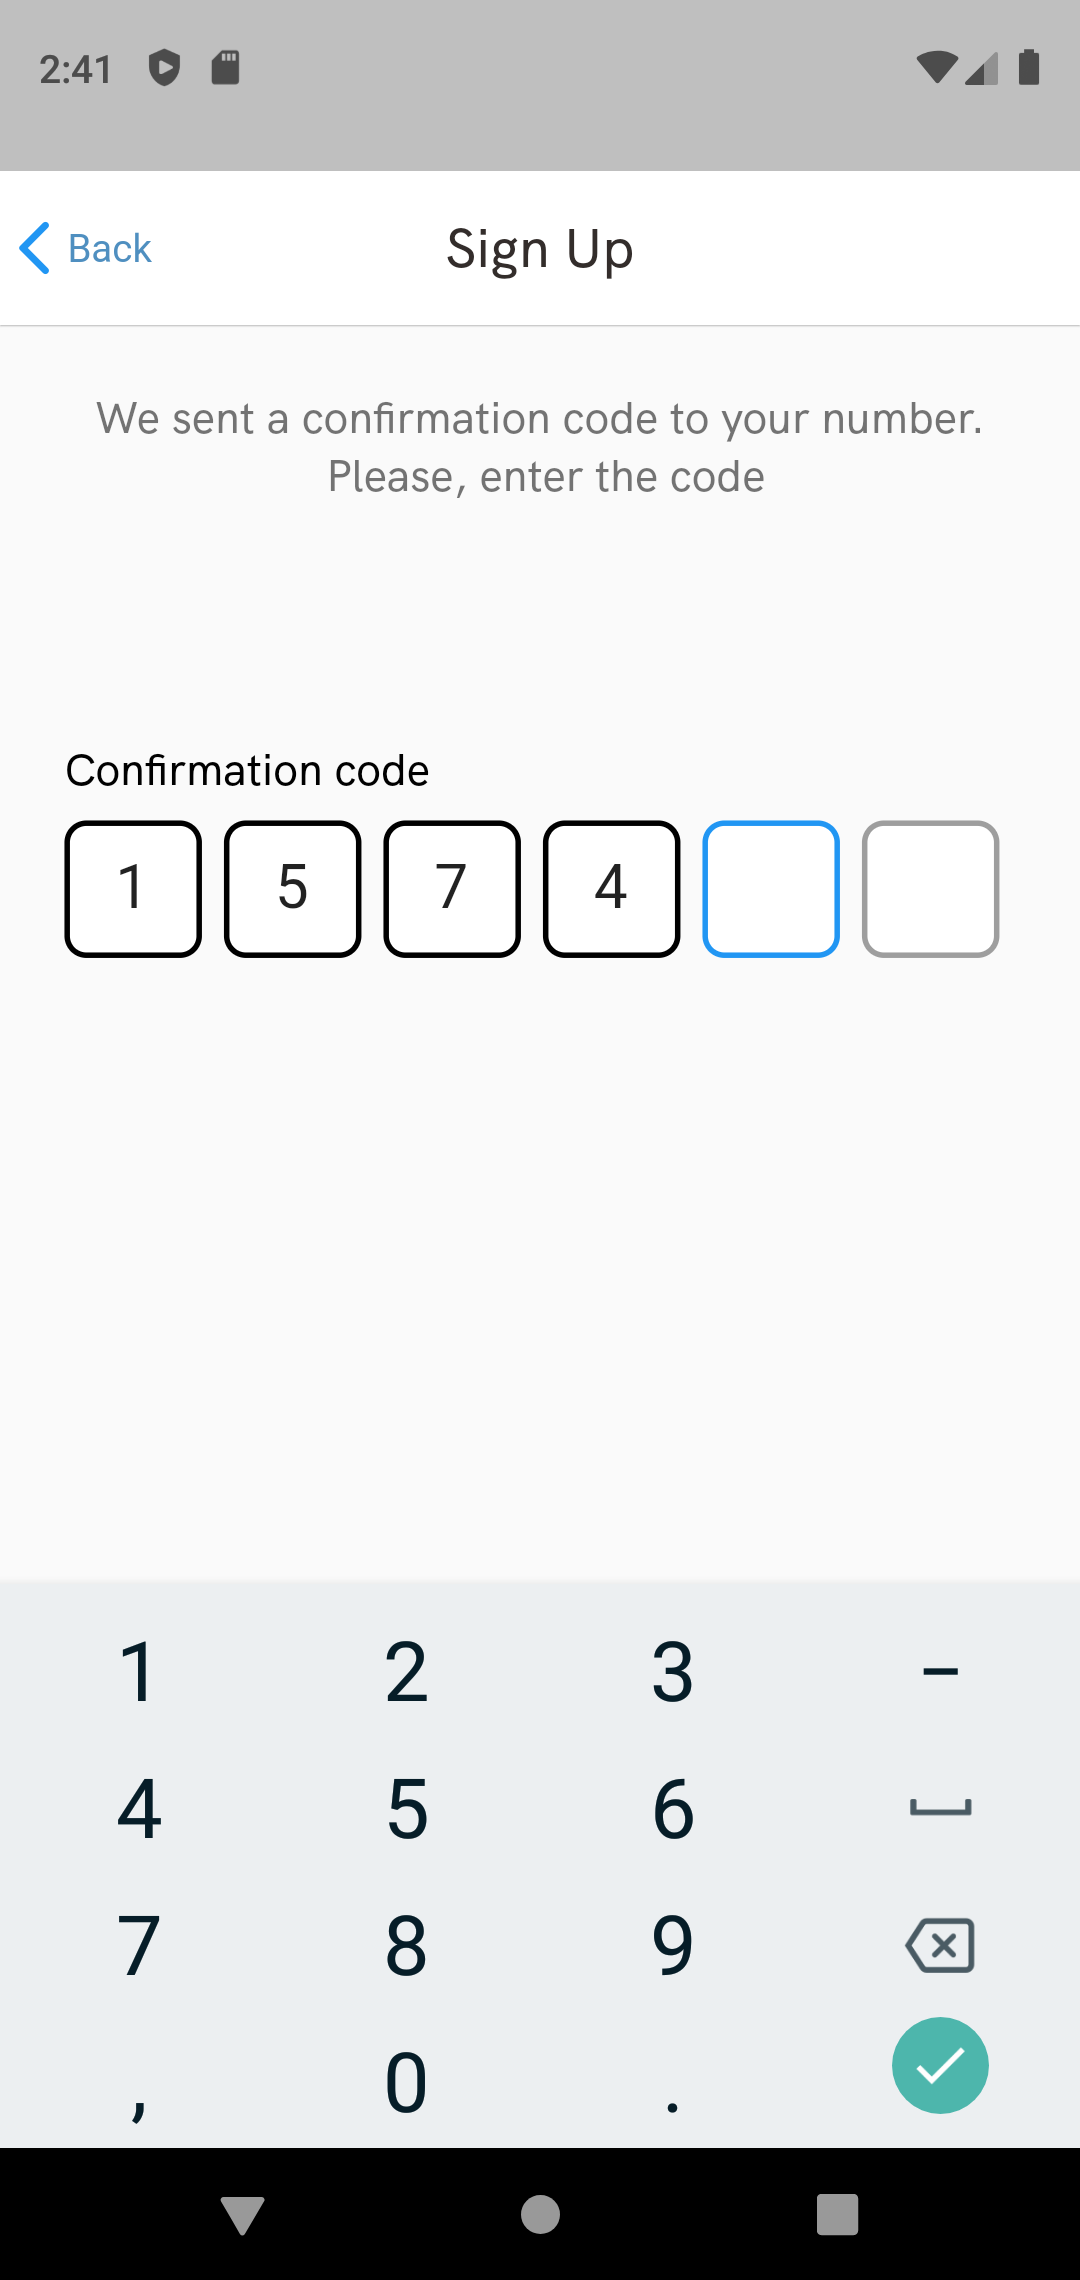 2:41
Back
Sign Up
We sent a confirmation code to your number.
Please, enter the code
Confirmation code
1 5 7 4
1 2 3 –
4 5 6
7 8 9
, 0 .